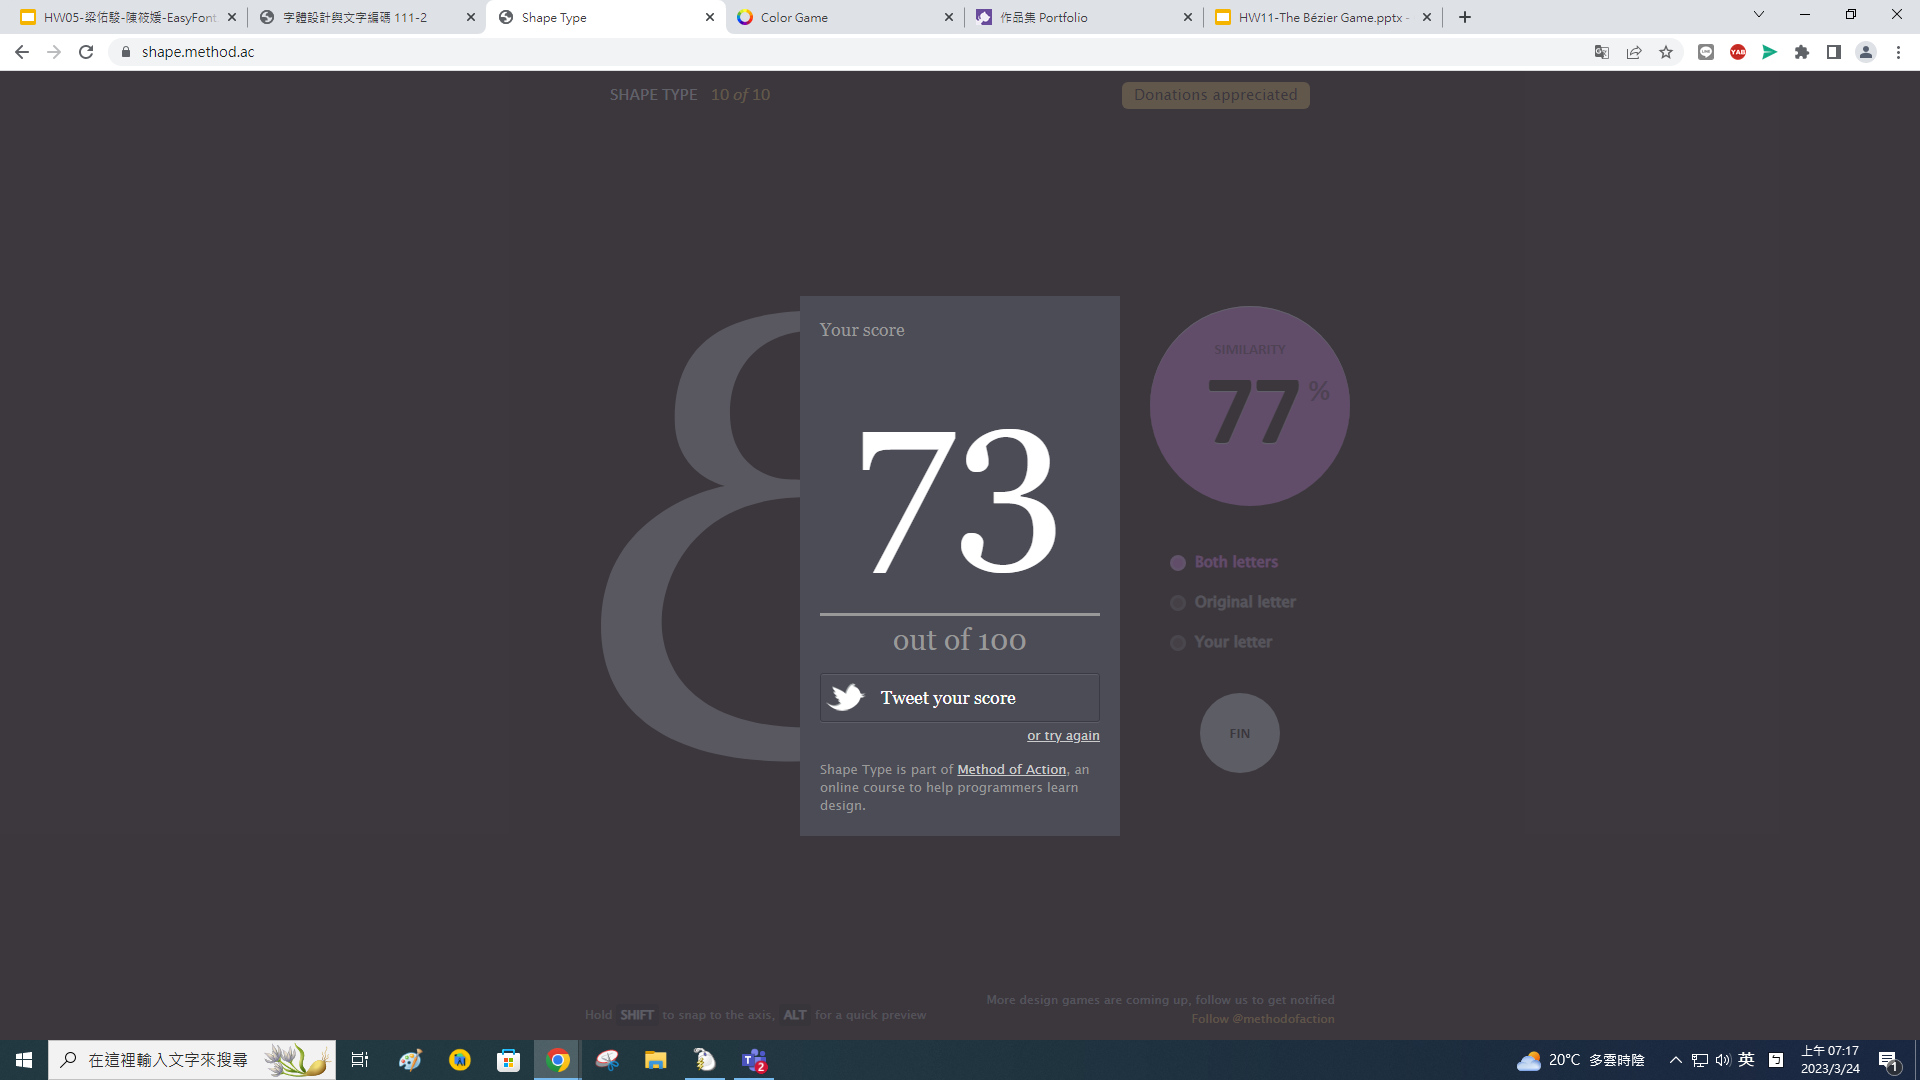 HW05-梁佑駿-陳筱媛-EasyFont
字體設計與文字編碼 111-2
Shape Type
Color Game
作品集 Portfolio
HW11-The Bézier Game.pptx -
shape.method.ac
SHAPE TYPE 10 of 10
Donations appreciated
8
Your score
73
out of 100
Tweet your score
or try again
Shape Type is part of Method of Action, an
online course to help programmers learn
design.
SIMILARITY
77 %
Both letters
Original letter
Your letter
FIN
Hold SHIFT to snap to the axis, ALT for a quick preview
More design games are coming up, follow us to get notified
Follow @methodofaction
在這裡輸入文字來搜尋
2
20°C 多雲時陰
英
上午 07:17
2023/3/24
1